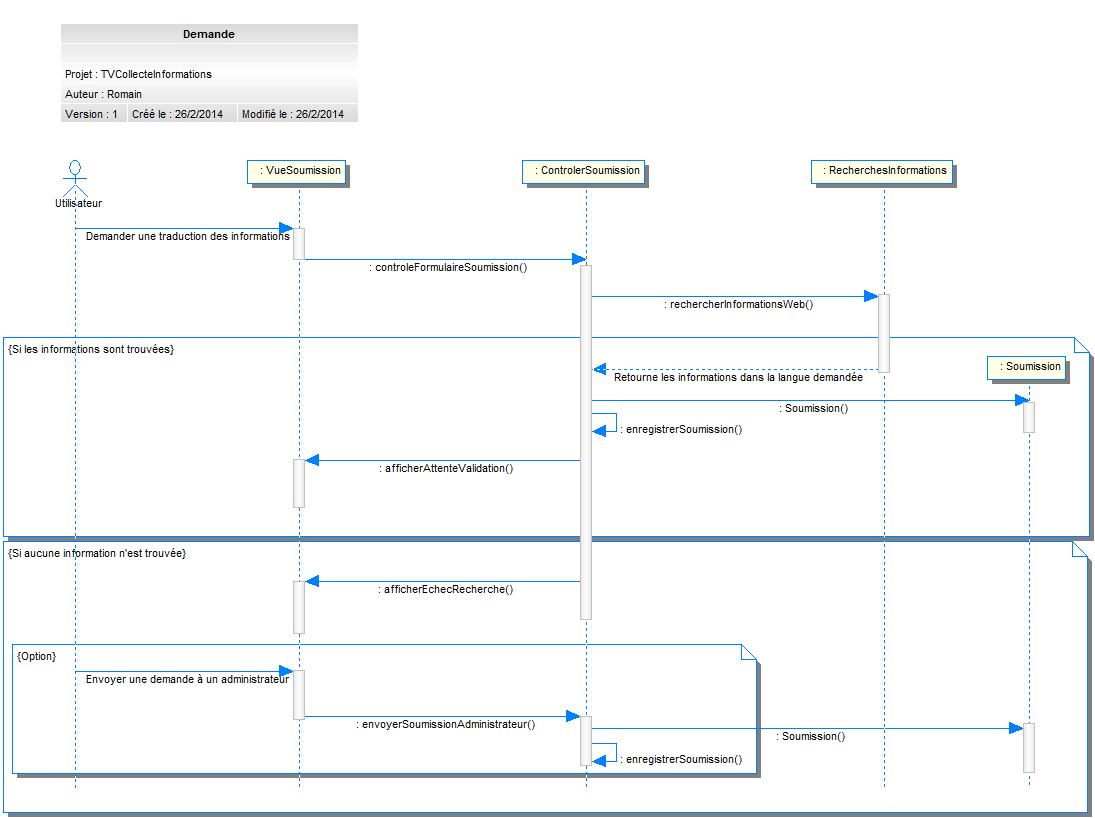 Demande
Projet : TVCollecteInformations
Auteur : Romain
Version : 1 Créé le : 26/2/2014 Modifié le : 26/2/2014
Utilisateur
: VueSoumission
: ControlerSoumission
: RecherchesInformations
Demander une traduction des informations
: controleFormulaireSoumission()
: rechercherInformationsWeb()
{Si les informations sont trouvées}
: Soumission
Retourne les informations dans la langue demandée
: Soumission()
: enregistrerSoumission()
: afficherAttenteValidation()
{Si aucune information n'est trouvée}
: afficherEchecRecherche()
{Option}
Envoyer une demande à un administrateur
: envoyerSoumissionAdministrateur()
: Soumission()
: enregistrerSoumission()